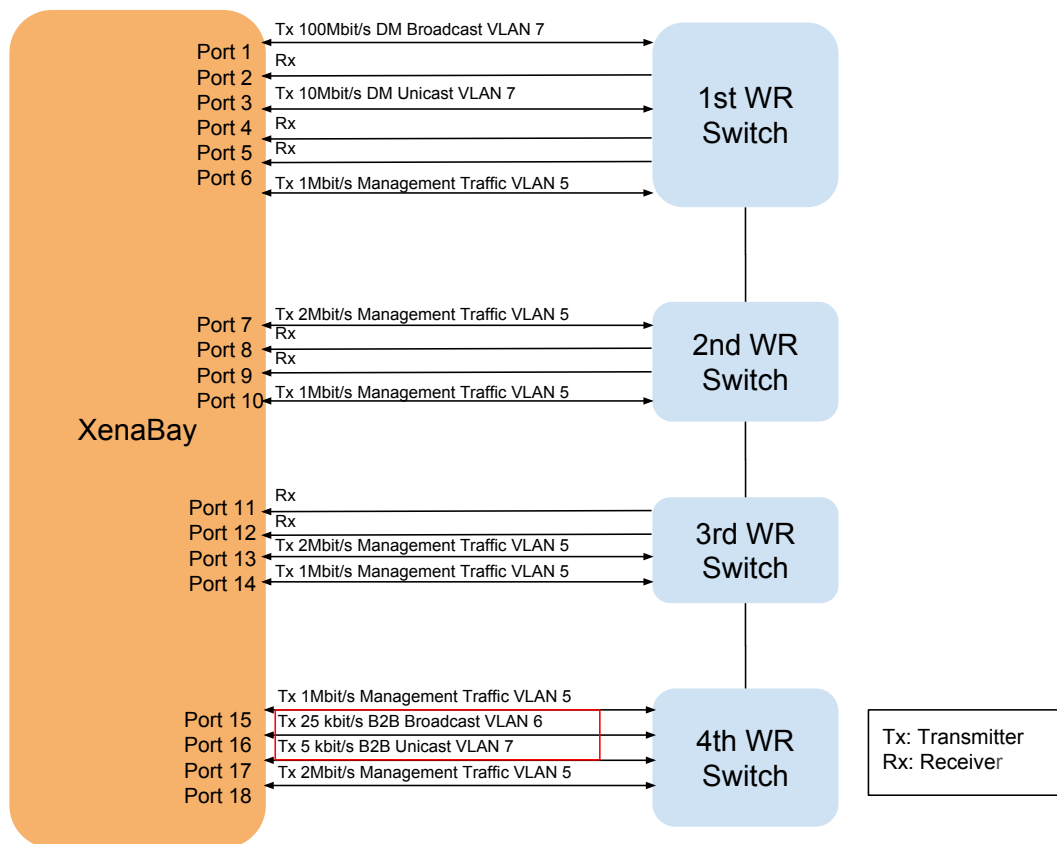 Tx 100Mbit/s DM Broadcast VLAN 7
Port 1
Rx
Port 2
Tx 10Mbit/s DM Unicast VLAN 7
Port 3
Rx
Port 4
Rx
Port 5
Tx 1Mbit/s Management Traffic VLAN 5
Port 6
1st WR
Switch
Tx 2Mbit/s Management Traffic VLAN 5
Port 7
Rx
Port 8
Rx
Port 9
Tx 1Mbit/s Management Traffic VLAN 5
Port 10
2nd WR
Switch
XenaBay
Rx
Port 11
Rx
Port 12
Tx 2Mbit/s Management Traffic VLAN 5
Port 13
Tx 1Mbit/s Management Traffic VLAN 5
Port 14
3rd WR
Switch
Tx 1Mbit/s Management Traffic VLAN 5
Port 15
Tx 25 kbit/s B2B Broadcast VLAN 6
Port 16
Tx 5 kbit/s B2B Unicast VLAN 7
Port 17
Tx 2Mbit/s Management Traffic VLAN 5
Port 18
4th WR
Switch
Tx: Transmitter
Rx: Receiver